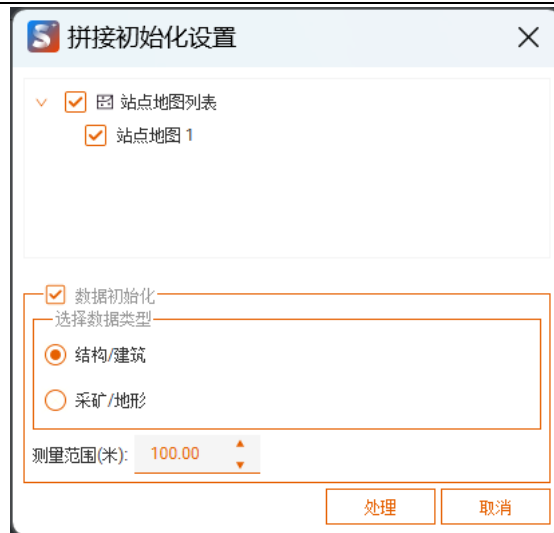 拼接初始化设置
站点地图列表
站点地图 1
数据初始化
选择数据类型
结构/建筑
采矿/地形
测量范围(米): 100.00
处理 取消